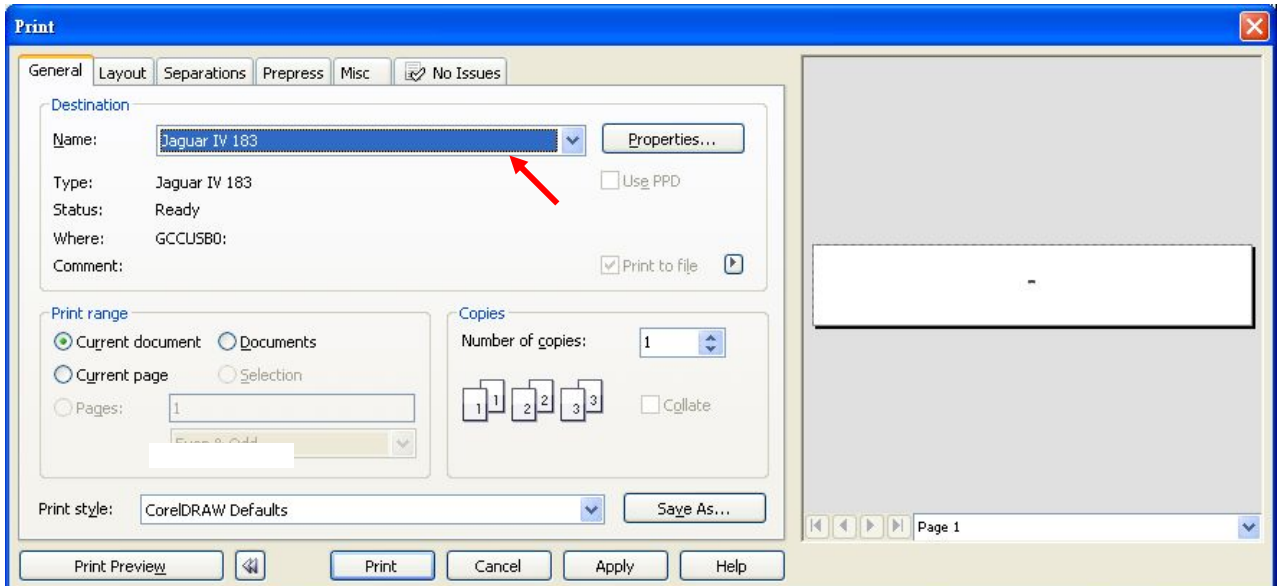 Print
General Layout Separations Prepress Misc No Issues
Destination
Name: Jaguar IV 183 Properties...
Type: Jaguar IV 183 Use PPD
Status: Ready
Where: GCCUSB0:
Comment: Print to file
Print range
Current document Documents
Current page Selection
Pages: 1
Copies
Number of copies: 1
1 1 2 2 3 3 Collate
Print style: CorelDRAW Defaults Save As...
Page 1
Print Preview Print Cancel Apply Help